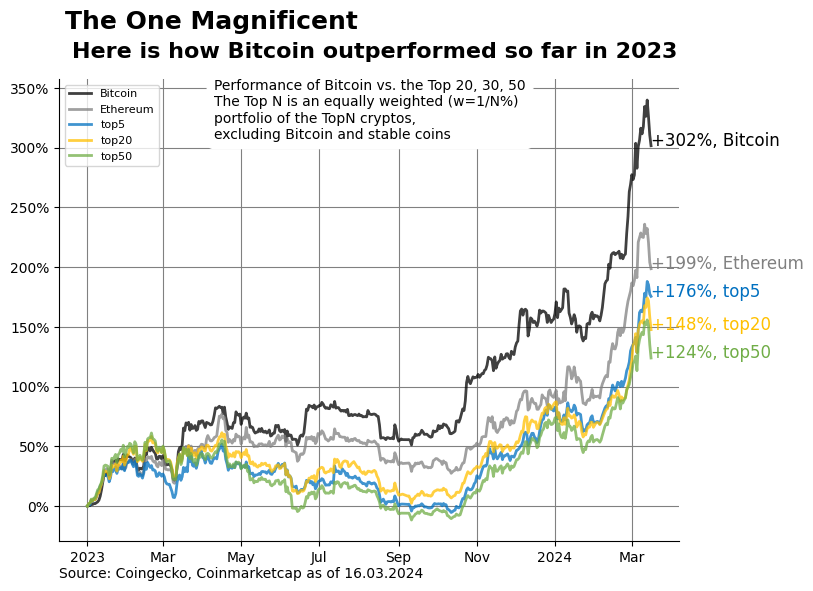 The One Magnificent
Here is how Bitcoin outperformed so far in 2023
Performance of Bitcoin vs. the Top 20, 30, 50
The Top N is an equally weighted (w=1/N%)
portfolio of the TopN cryptos,
excluding Bitcoin and stable coins
Bitcoin
Ethereum
top5
top20
top50
350%
300%
250%
200%
150%
100%
50%
0%
+302%, Bitcoin
+199%, Ethereum
+176%, top5
+148%, top20
+124%, top50
2023 Mar May Jul Sep Nov 2024 Mar
Source: Coingecko, Coinmarketcap as of 16.03.2024